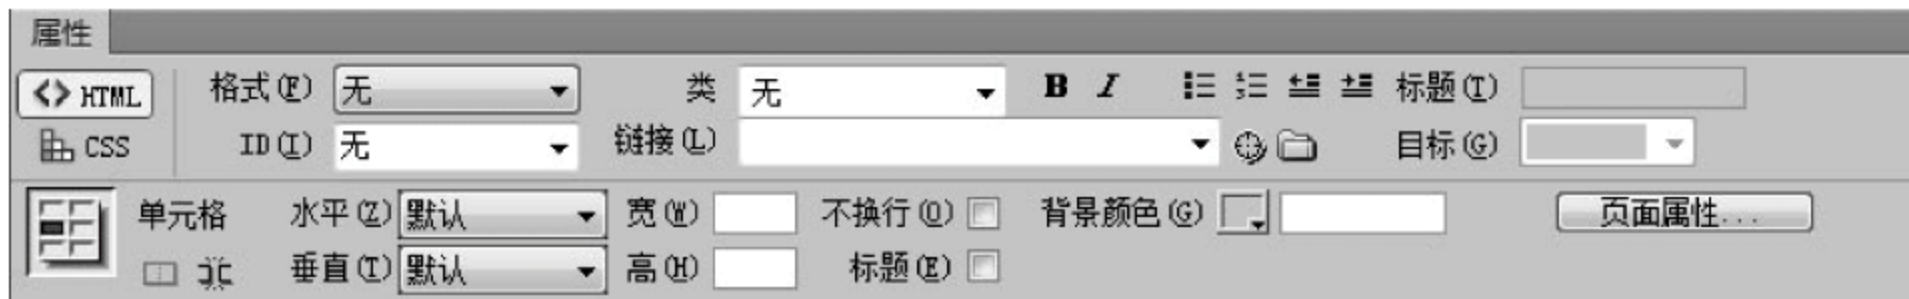 属性
<> HTML 格式(F) 无 类 无 B I 标题(T)
CSS ID(I) 无 链接(L) 目标(G)
单元格 水平(Z) 默认 宽(W) 不换行(O) 背景颜色(G) 页面属性...
垂直(T) 默认 高(H) 标题(E)